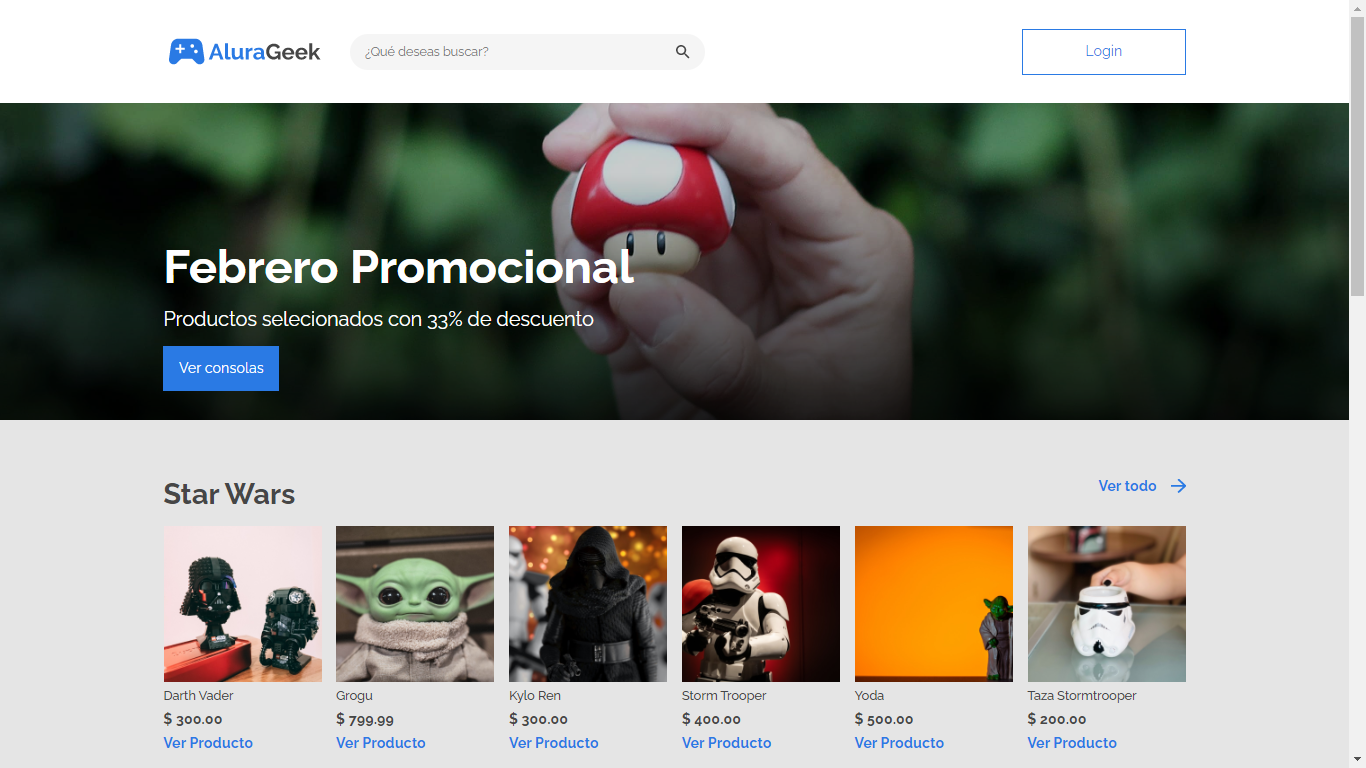 AluraGeek
¿Qué deseas buscar?
Login
Febrero Promocional
Productos selecionados con 33% de descuento
Ver consolas
Star Wars
Ver todo
Darth Vader
$ 300.00
Ver Producto
Grogu
$ 799.99
Ver Producto
Kylo Ren
$ 300.00
Ver Producto
Storm Trooper
$ 400.00
Ver Producto
Yoda
$ 500.00
Ver Producto
Taza Stormtrooper
$ 200.00
Ver Producto